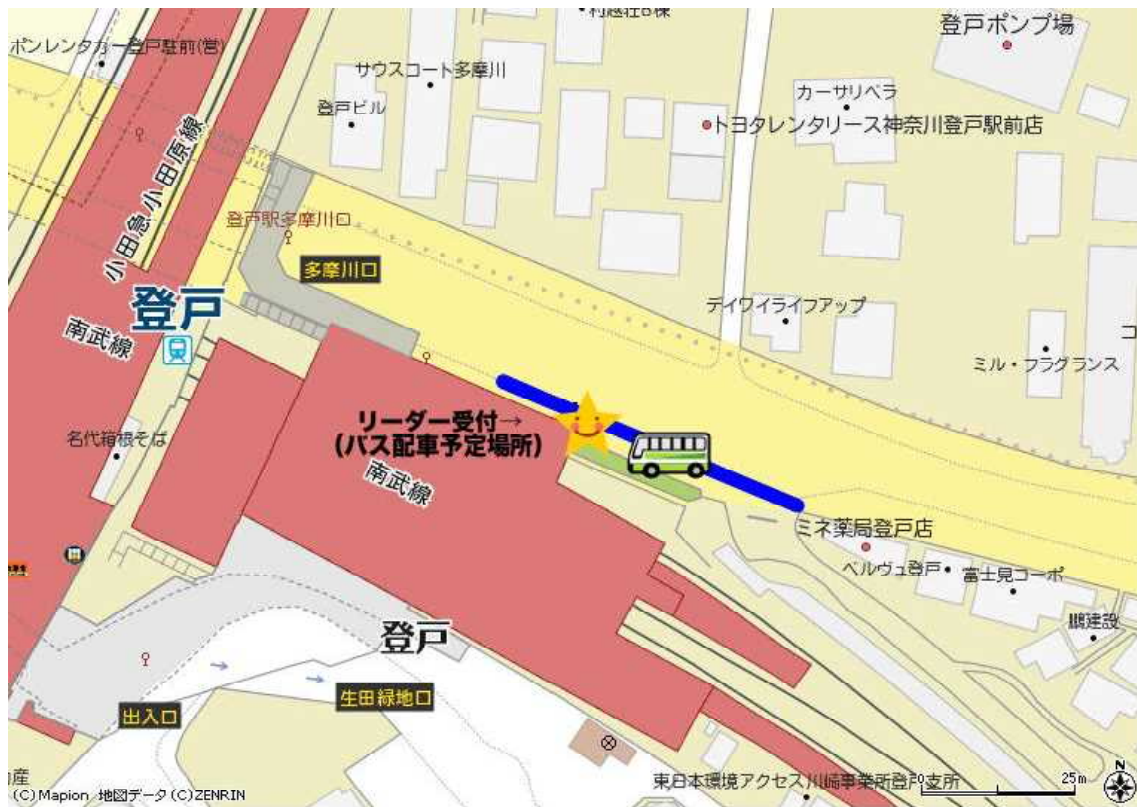 登戸ポンプ場
ポンレンタカー登戸駐前(営)
サウスコート多摩川
カーサリベラ
登戸ビル
トヨタレンタリース神奈川登戸駅前店
小田急小田原線
登戸駅多摩川口
多摩川口
登戸
南武線
デイワイライフアップ
ミル・フラグランス
コ
リーダー受付→
(バス配車予定場所)
名代箱根そば
南武線
ミネ薬局登戸店
ベルヴュ登戸
富士見コーポ
鵬建設
登戸
生田緑地口
出入口
産
東日本環境アクセス川崎事業所登戸支所
0
25m
N
(C)Mapion 地図データ(C)ZENRIN